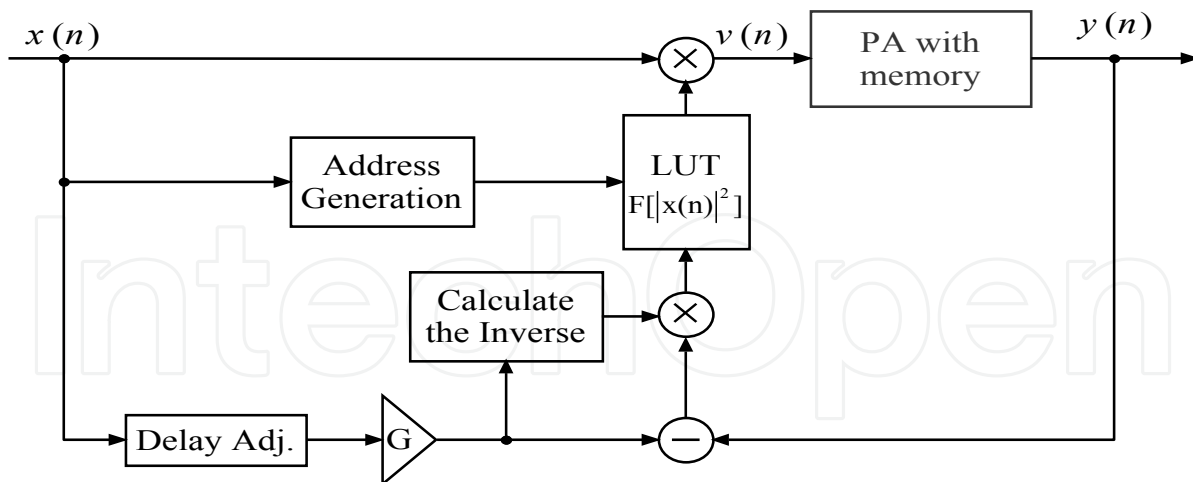 x (n)
v (n)
y (n)
PA with
memory
Address
Generation
LUT
F[|x(n)|²]
Calculate
the Inverse
Delay Adj.
G
IntechOpen